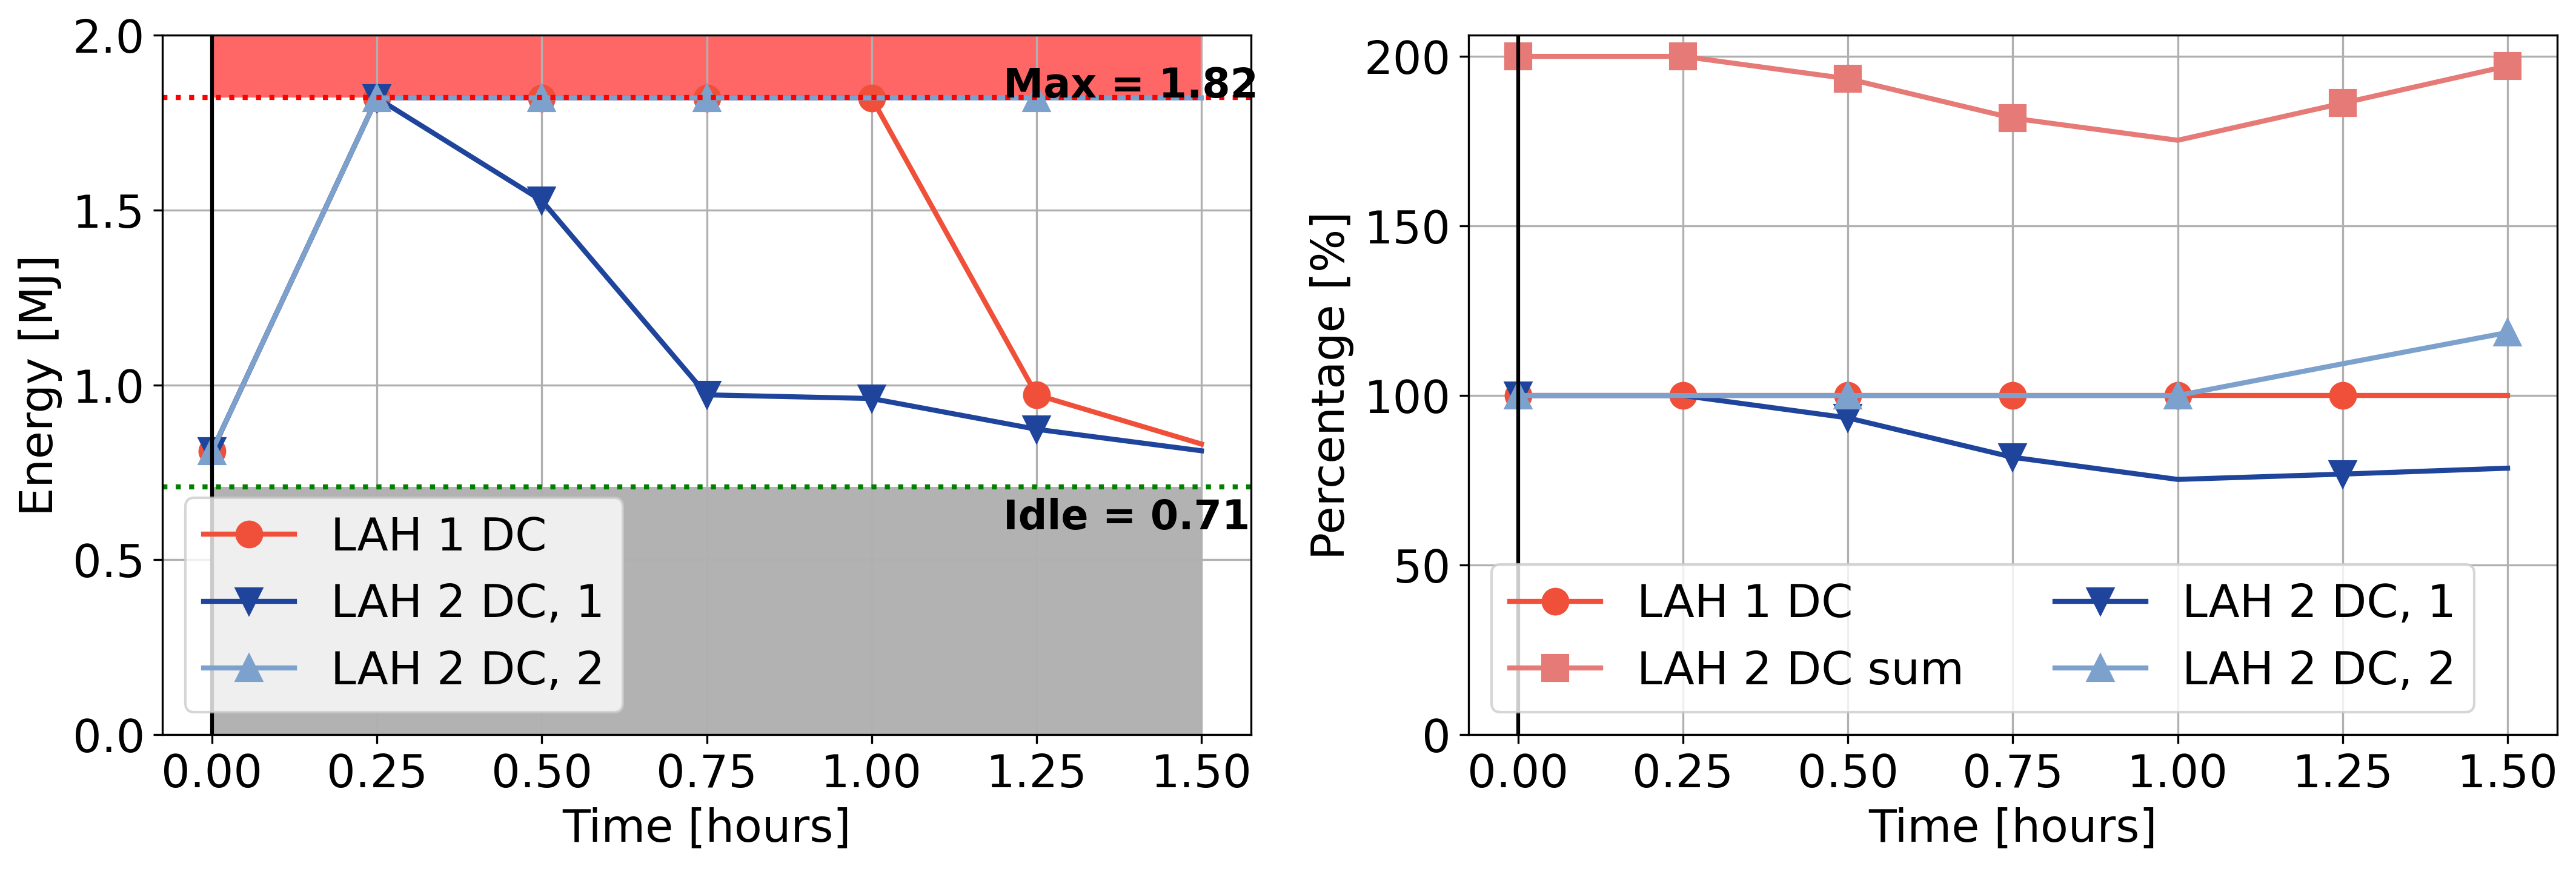 2.0
1.5
1.0
0.5
0.0
Energy [MJ]
Max = 1.82
Idle = 0.71
LAH 1 DC
LAH 2 DC, 1
LAH 2 DC, 2
0.00 0.25 0.50 0.75 1.00 1.25 1.50
Time [hours]
200
150
100
50
0
Percentage [%]
LAH 1 DC
LAH 2 DC sum
LAH 2 DC, 1
LAH 2 DC, 2
0.00 0.25 0.50 0.75 1.00 1.25 1.50
Time [hours]